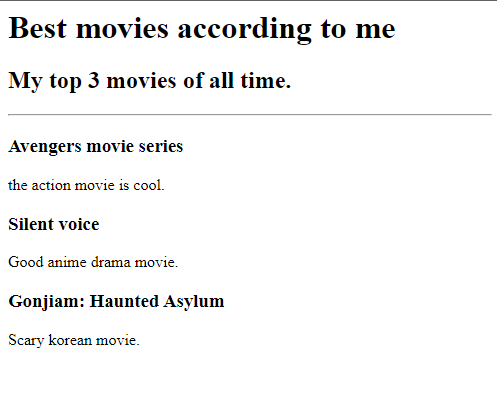 Best movies according to me
My top 3 movies of all time.
Avengers movie series
the action movie is cool.
Silent voice
Good anime drama movie.
Gonjiam: Haunted Asylum
Scary korean movie.